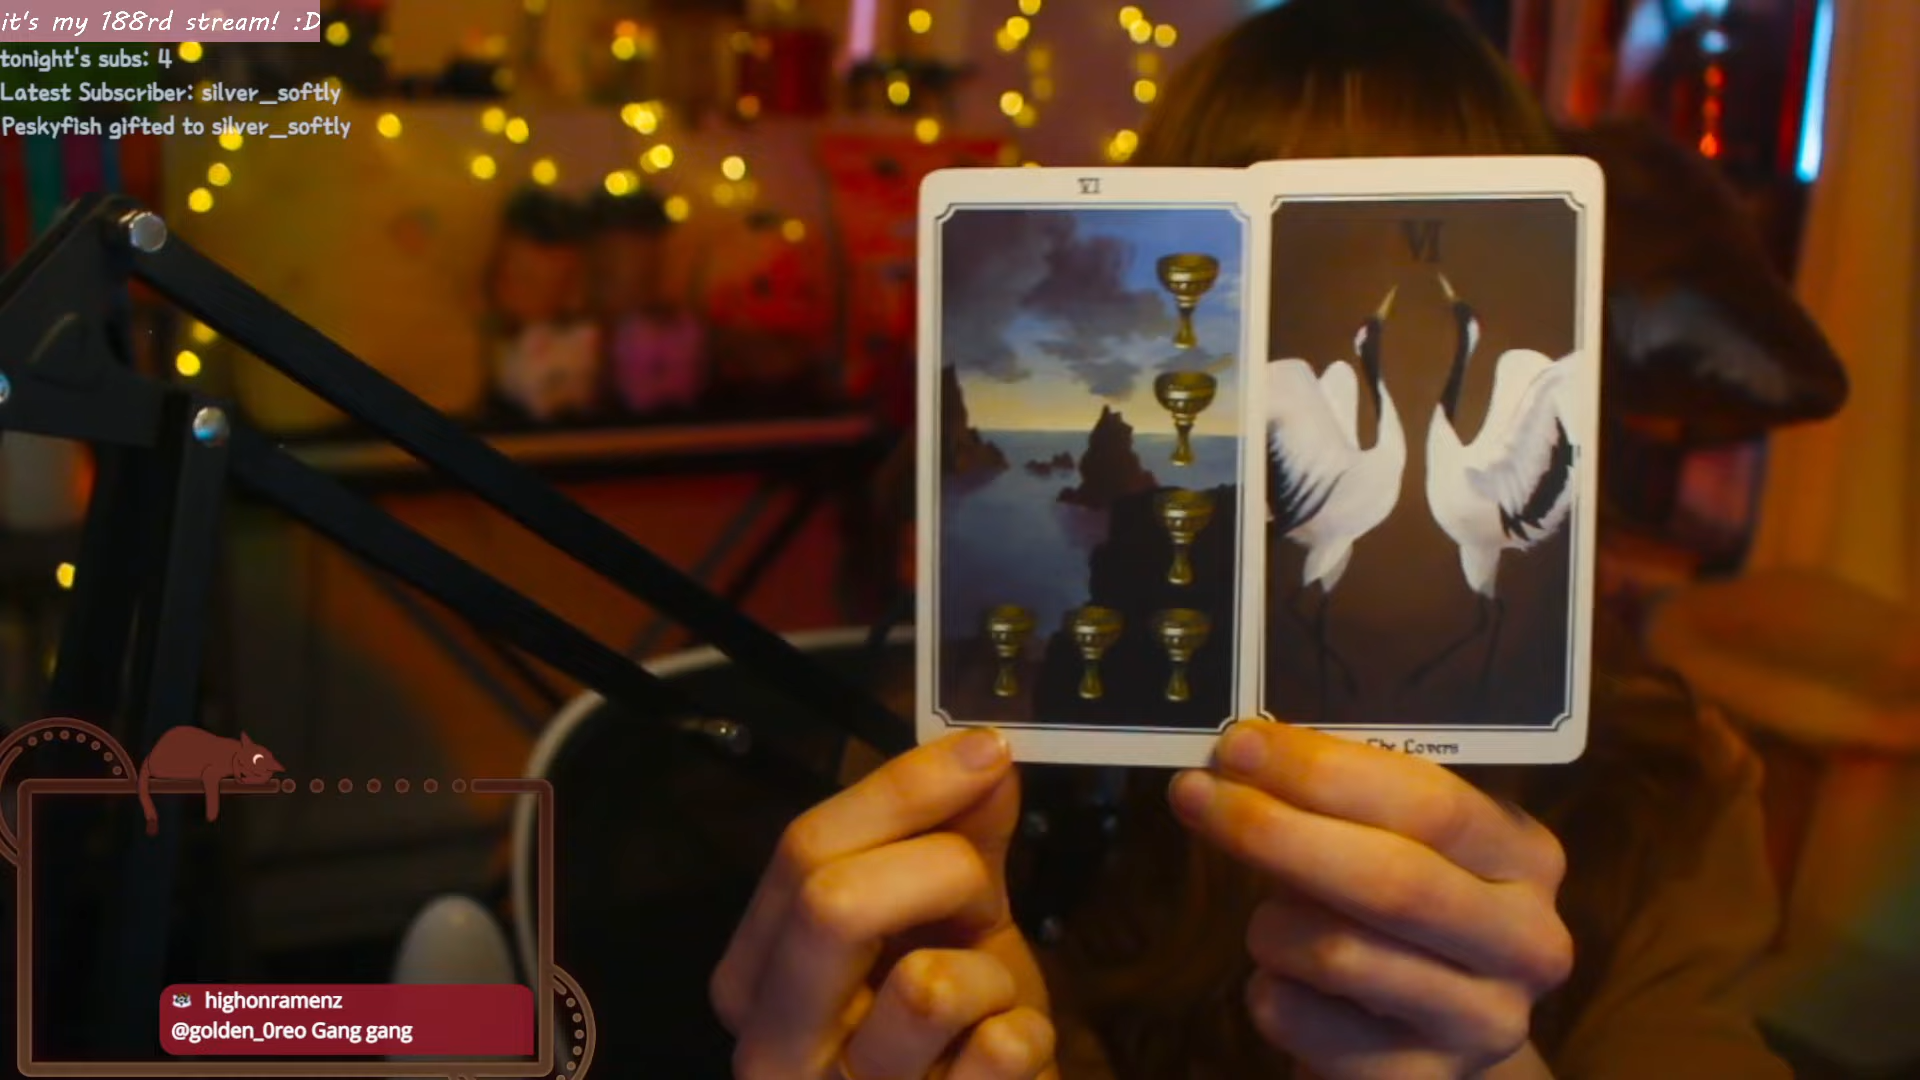 it's my 188rd stream! :D
tonight's subs: 4
Latest Subscriber: silver_softly
Peskyfish gifted to silver_softly
VI
VI
The Lovers
highonramenz
@golden_0reo Gang gang